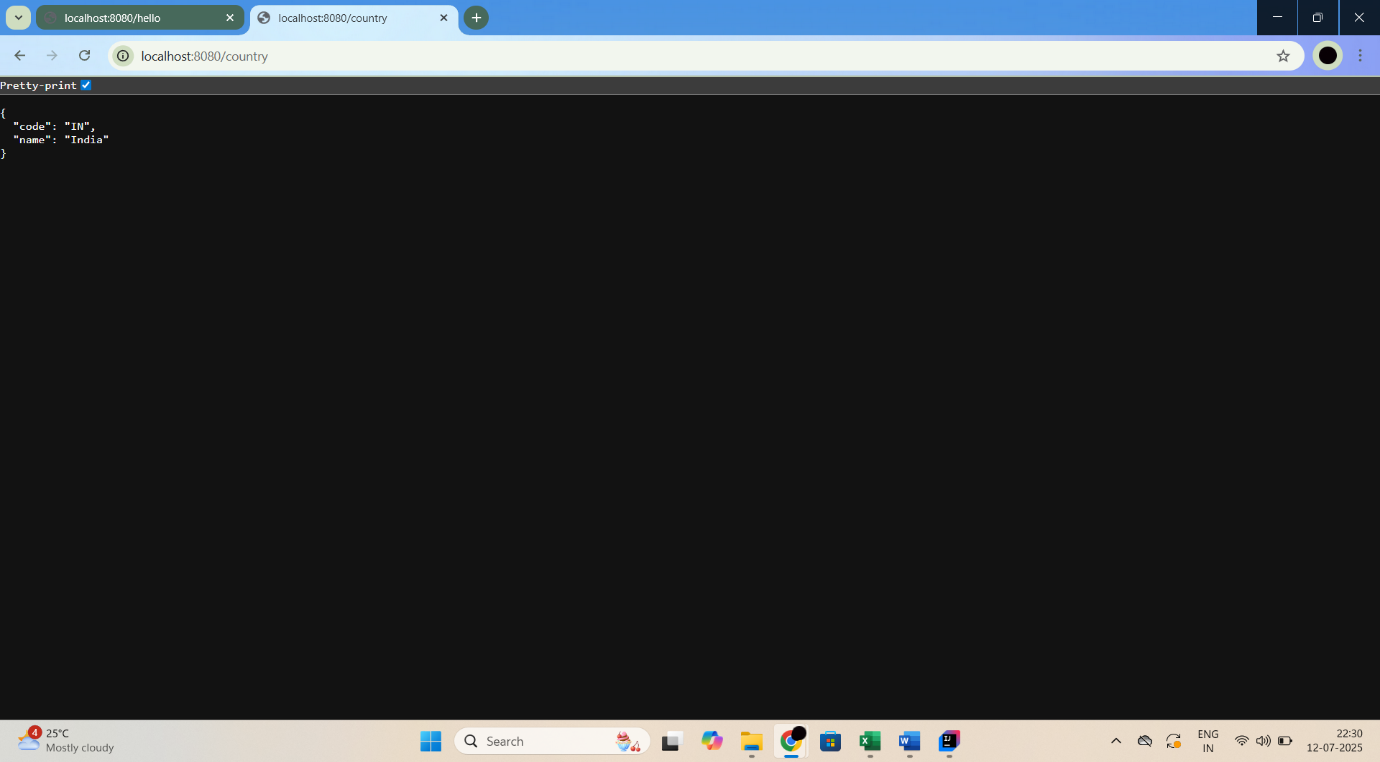 localhost:8080/hello
localhost:8080/country
localhost:8080/country
Pretty-print
{
  "code": "IN",
  "name": "India"
}
4
25°C
Mostly cloudy
Search
ENG
IN
22:30
12-07-2025